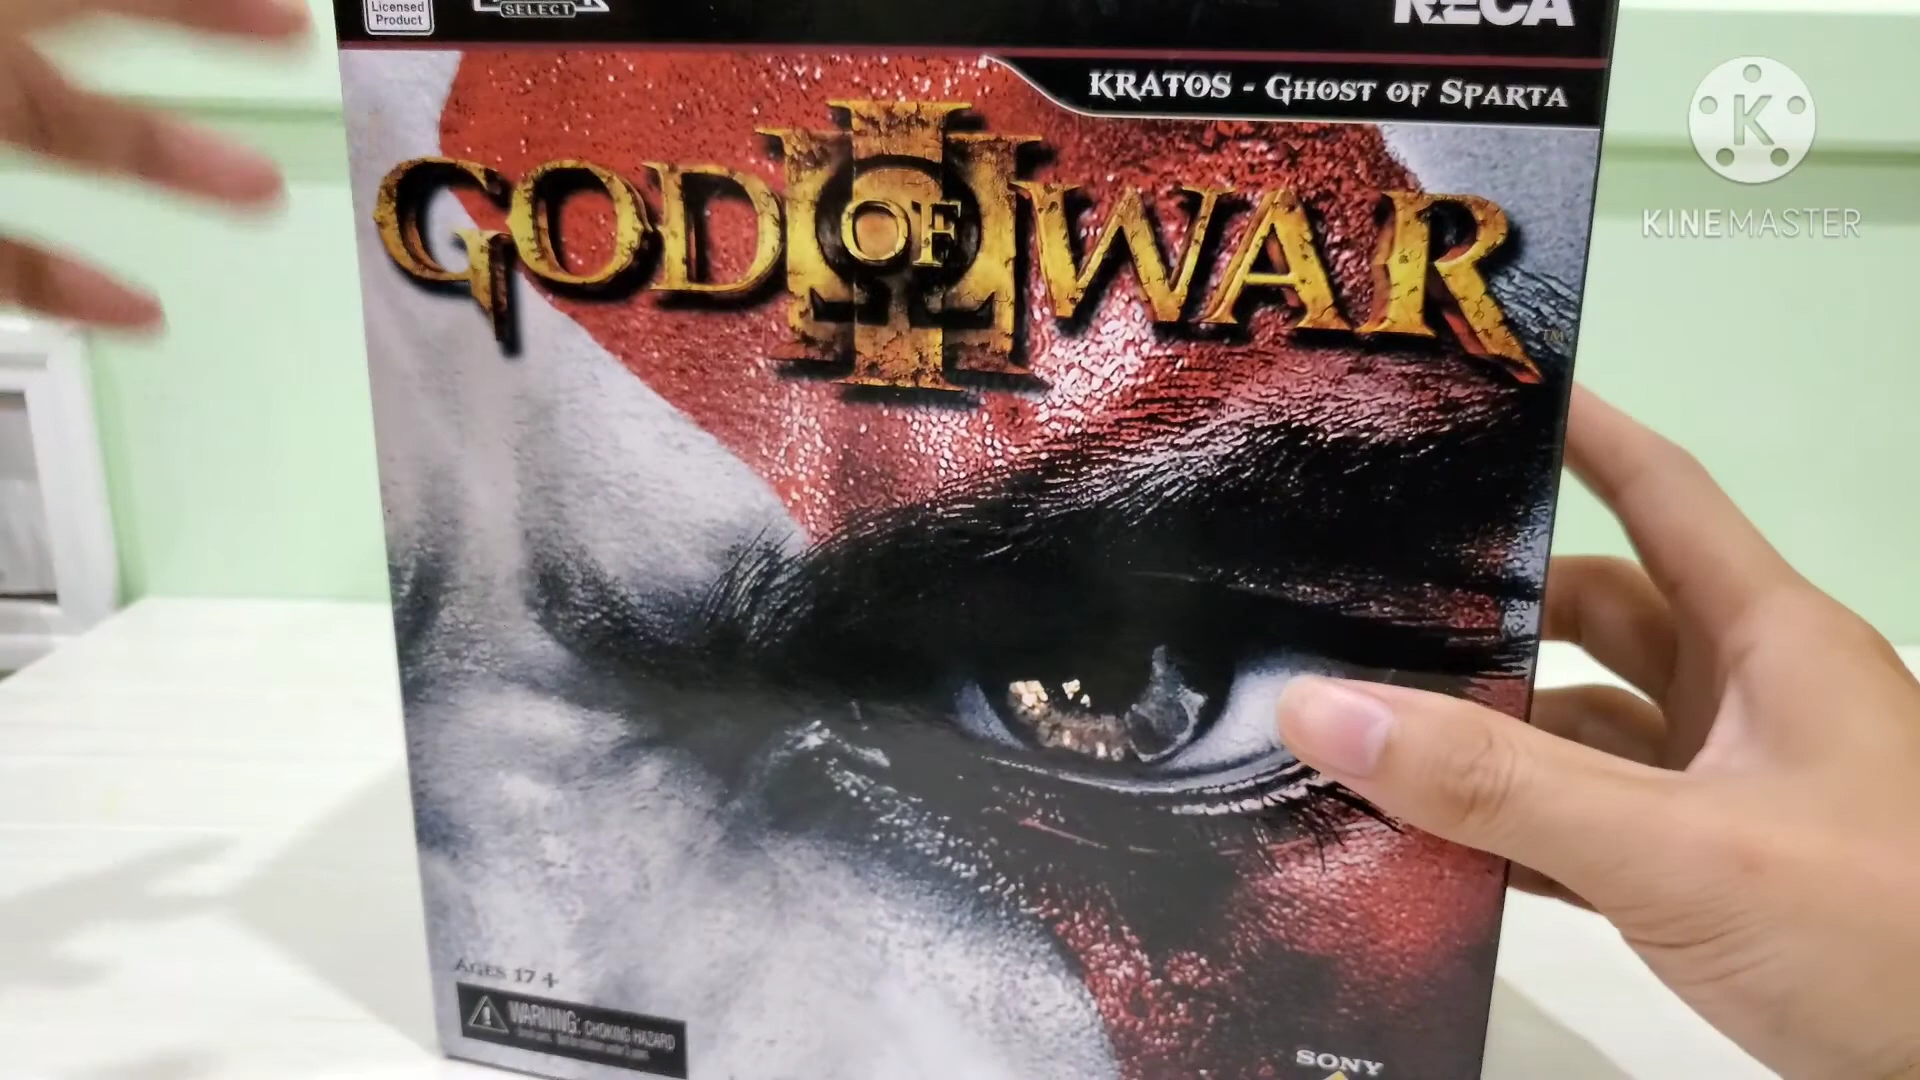 Licensed
Product
SELECT
NECA
KRATOS - GHOST OF SPARTA
GOD OF WAR
III
TM
K
KINEMASTER
AGES 17+
WARNING: CHOKING HAZARD
SONY